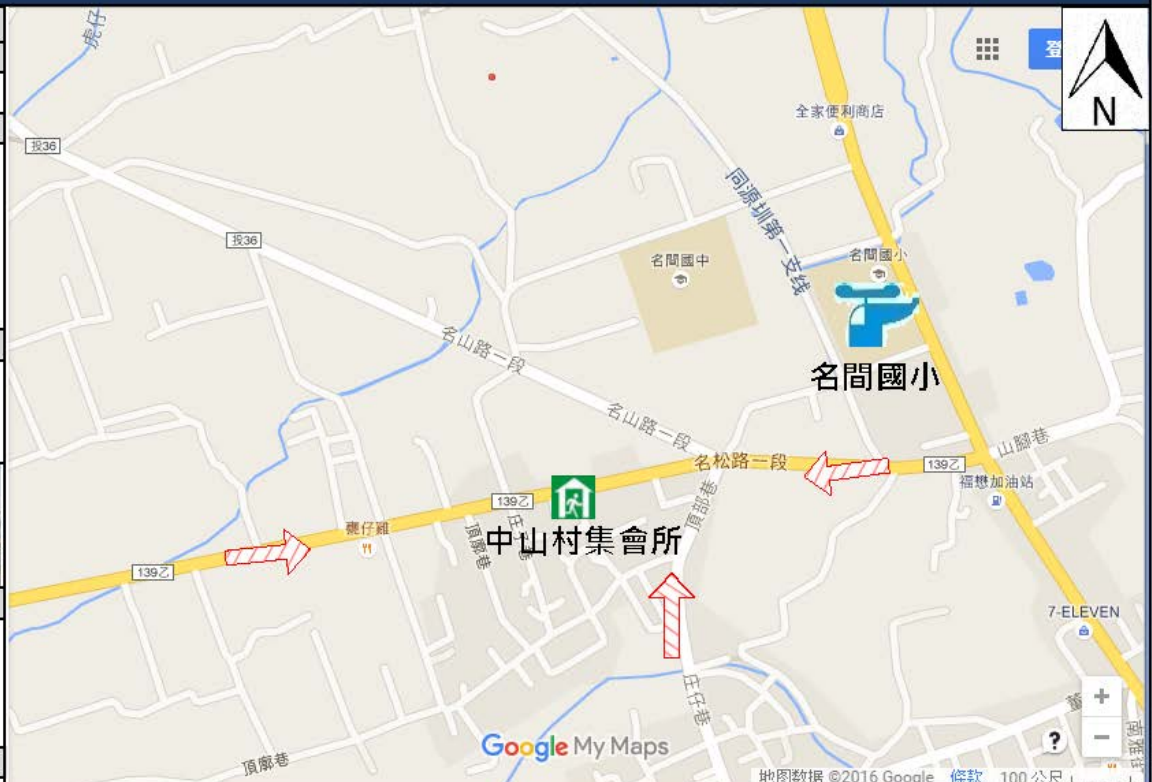 虎仔
登
N
投36
全家便利商店
同源圳第一支线
投36
名間國中
名間國小
名山路一段
名間國小
名山路一段
名松路一段
139乙
山腳巷
福懋加油站
139乙
頂部巷
甕仔雞
頂廍巷
中山村集會所
139乙
7-ELEVEN
庄仔巷
+
−
?
頂廍巷
Google My Maps
地图数据 ©2016 Google 條款 100 公尺